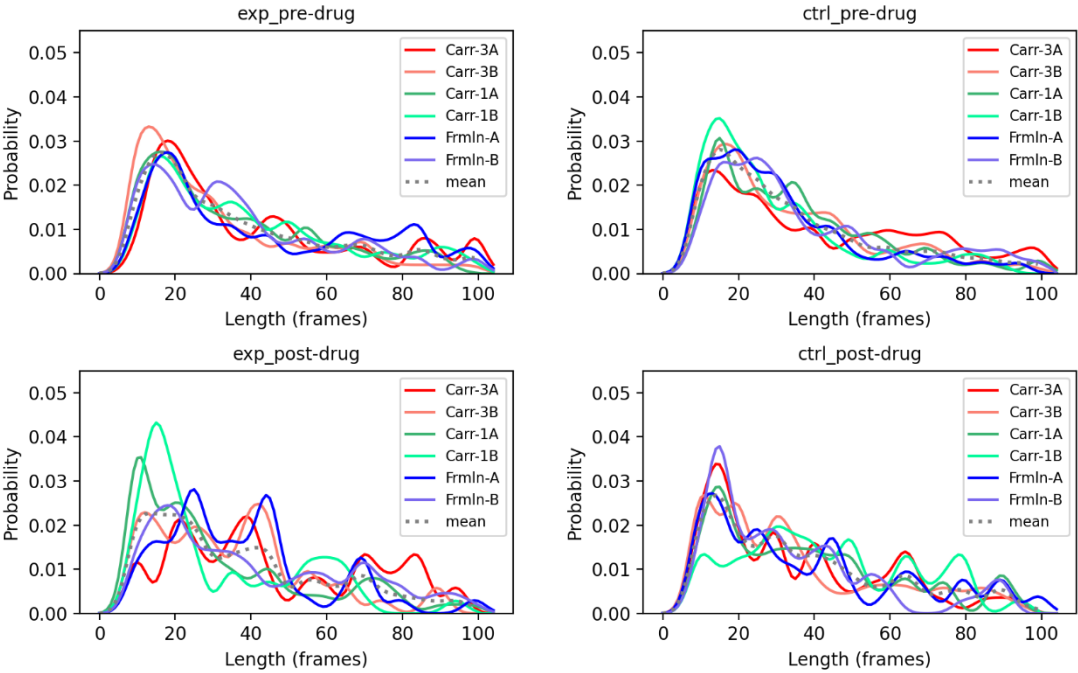 exp_pre-drug
Probability
0.05
0.04
0.03
0.02
0.01
0.00
0 20 40 60 80 100
Length (frames)
Carr-3A
Carr-3B
Carr-1A
Carr-1B
Frmln-A
Frmln-B
mean
ctrl_pre-drug
Probability
0.05
0.04
0.03
0.02
0.01
0.00
0 20 40 60 80 100
Length (frames)
Carr-3A
Carr-3B
Carr-1A
Carr-1B
Frmln-A
Frmln-B
mean
exp_post-drug
Probability
0.05
0.04
0.03
0.02
0.01
0.00
0 20 40 60 80 100
Length (frames)
Carr-3A
Carr-3B
Carr-1A
Carr-1B
Frmln-A
Frmln-B
mean
ctrl_post-drug
Probability
0.05
0.04
0.03
0.02
0.01
0.00
0 20 40 60 80 100
Length (frames)
Carr-3A
Carr-3B
Carr-1A
Carr-1B
Frmln-A
Frmln-B
mean